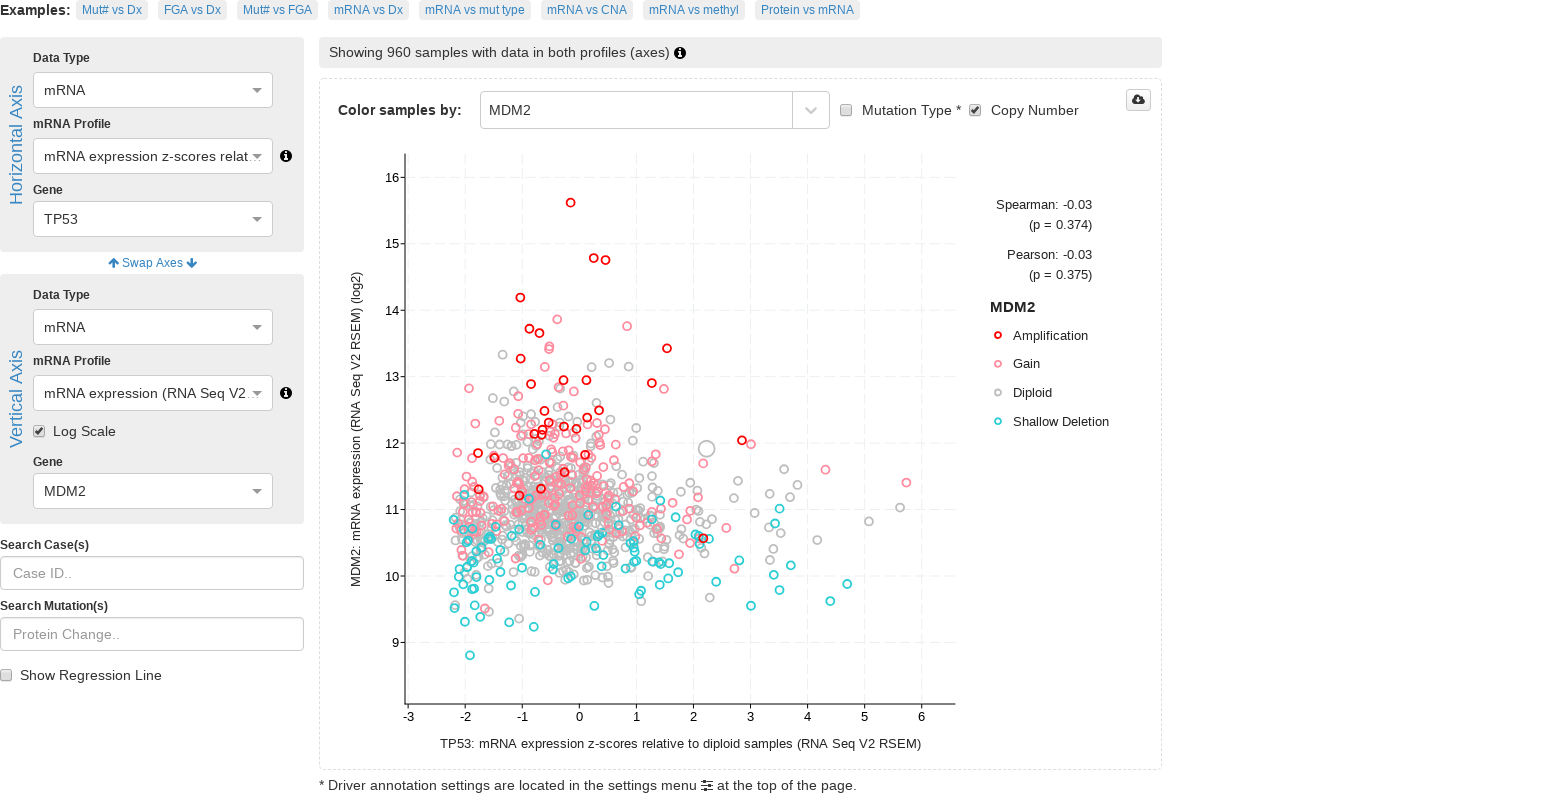 Examples: Mut# vs Dx FGA vs Dx Mut# vs FGA mRNA vs Dx mRNA vs mut type mRNA vs CNA mRNA vs methyl Protein vs mRNA
Horizontal Axis
Data Type
mRNA
mRNA Profile
mRNA expression z-scores relat...
Gene
TP53
Swap Axes
Vertical Axis
Data Type
mRNA
mRNA Profile
mRNA expression (RNA Seq V2...
Log Scale
Gene
MDM2
Search Case(s)
Case ID..
Search Mutation(s)
Protein Change..
Show Regression Line
Showing 960 samples with data in both profiles (axes)
Color samples by: MDM2 Mutation Type * Copy Number
MDM2: mRNA expression (RNA Seq V2 RSEM) (log2)
16
15
14
13
12
11
10
9
-3 -2 -1 0 1 2 3 4 5 6
TP53: mRNA expression z-scores relative to diploid samples (RNA Seq V2 RSEM)
Spearman: -0.03
(p = 0.374)
Pearson: -0.03
(p = 0.375)
MDM2
Amplification
Gain
Diploid
Shallow Deletion
* Driver annotation settings are located in the settings menu at the top of the page.